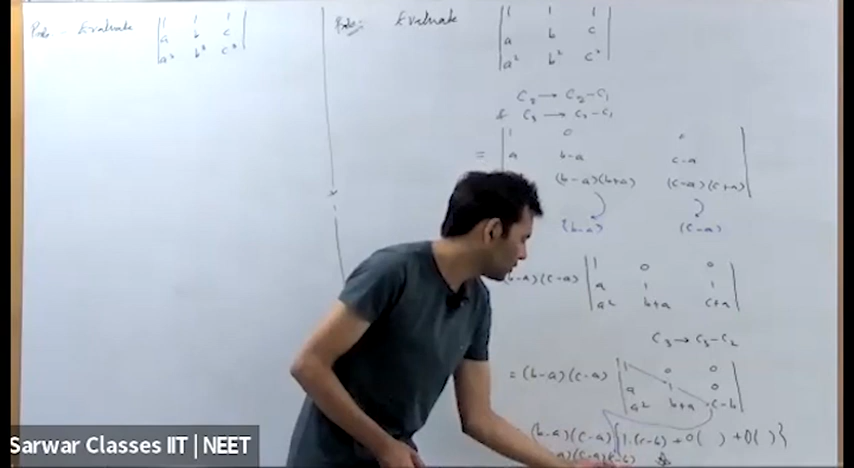 Prob:- Evaluate | 1 1 1 |
| a b c |
| a² b² c² |
Prob:- Evaluate | 1 1 1 |
| a b c |
| a² b² c² |
C₂ → C₂-C₁
& C₃ → C₃-C₁
= | 1 0 0 |
a b-a c-a
(b-a)(b+a) (c-a)(c+a)
(b-a) (c-a)
(b-a)(c-a) | 1 0 0 |
| a 1 1 |
| a² b+a c+a |
C₃ → C₃-C₂
= (b-a)(c-a) | 1 0 0 |
| a 1 0 |
| a² b+a c-b |
(b-a)(c-a) {1.(c-b) + 0( ) + 0( )}
(c-a)(c-b)
Sarwar Classes IIT | NEET